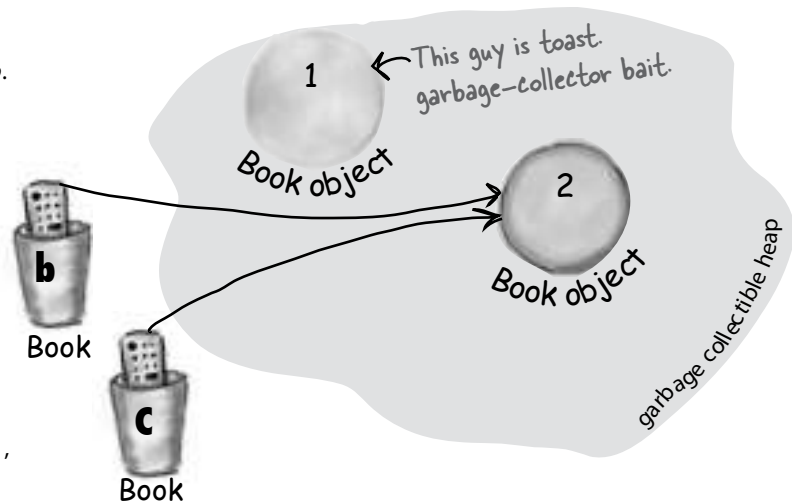 .
1
This guy is toast.
garbage-collector bait.
Book object
2
Book object
b
Book
c
Book
garbage collectible heap
,